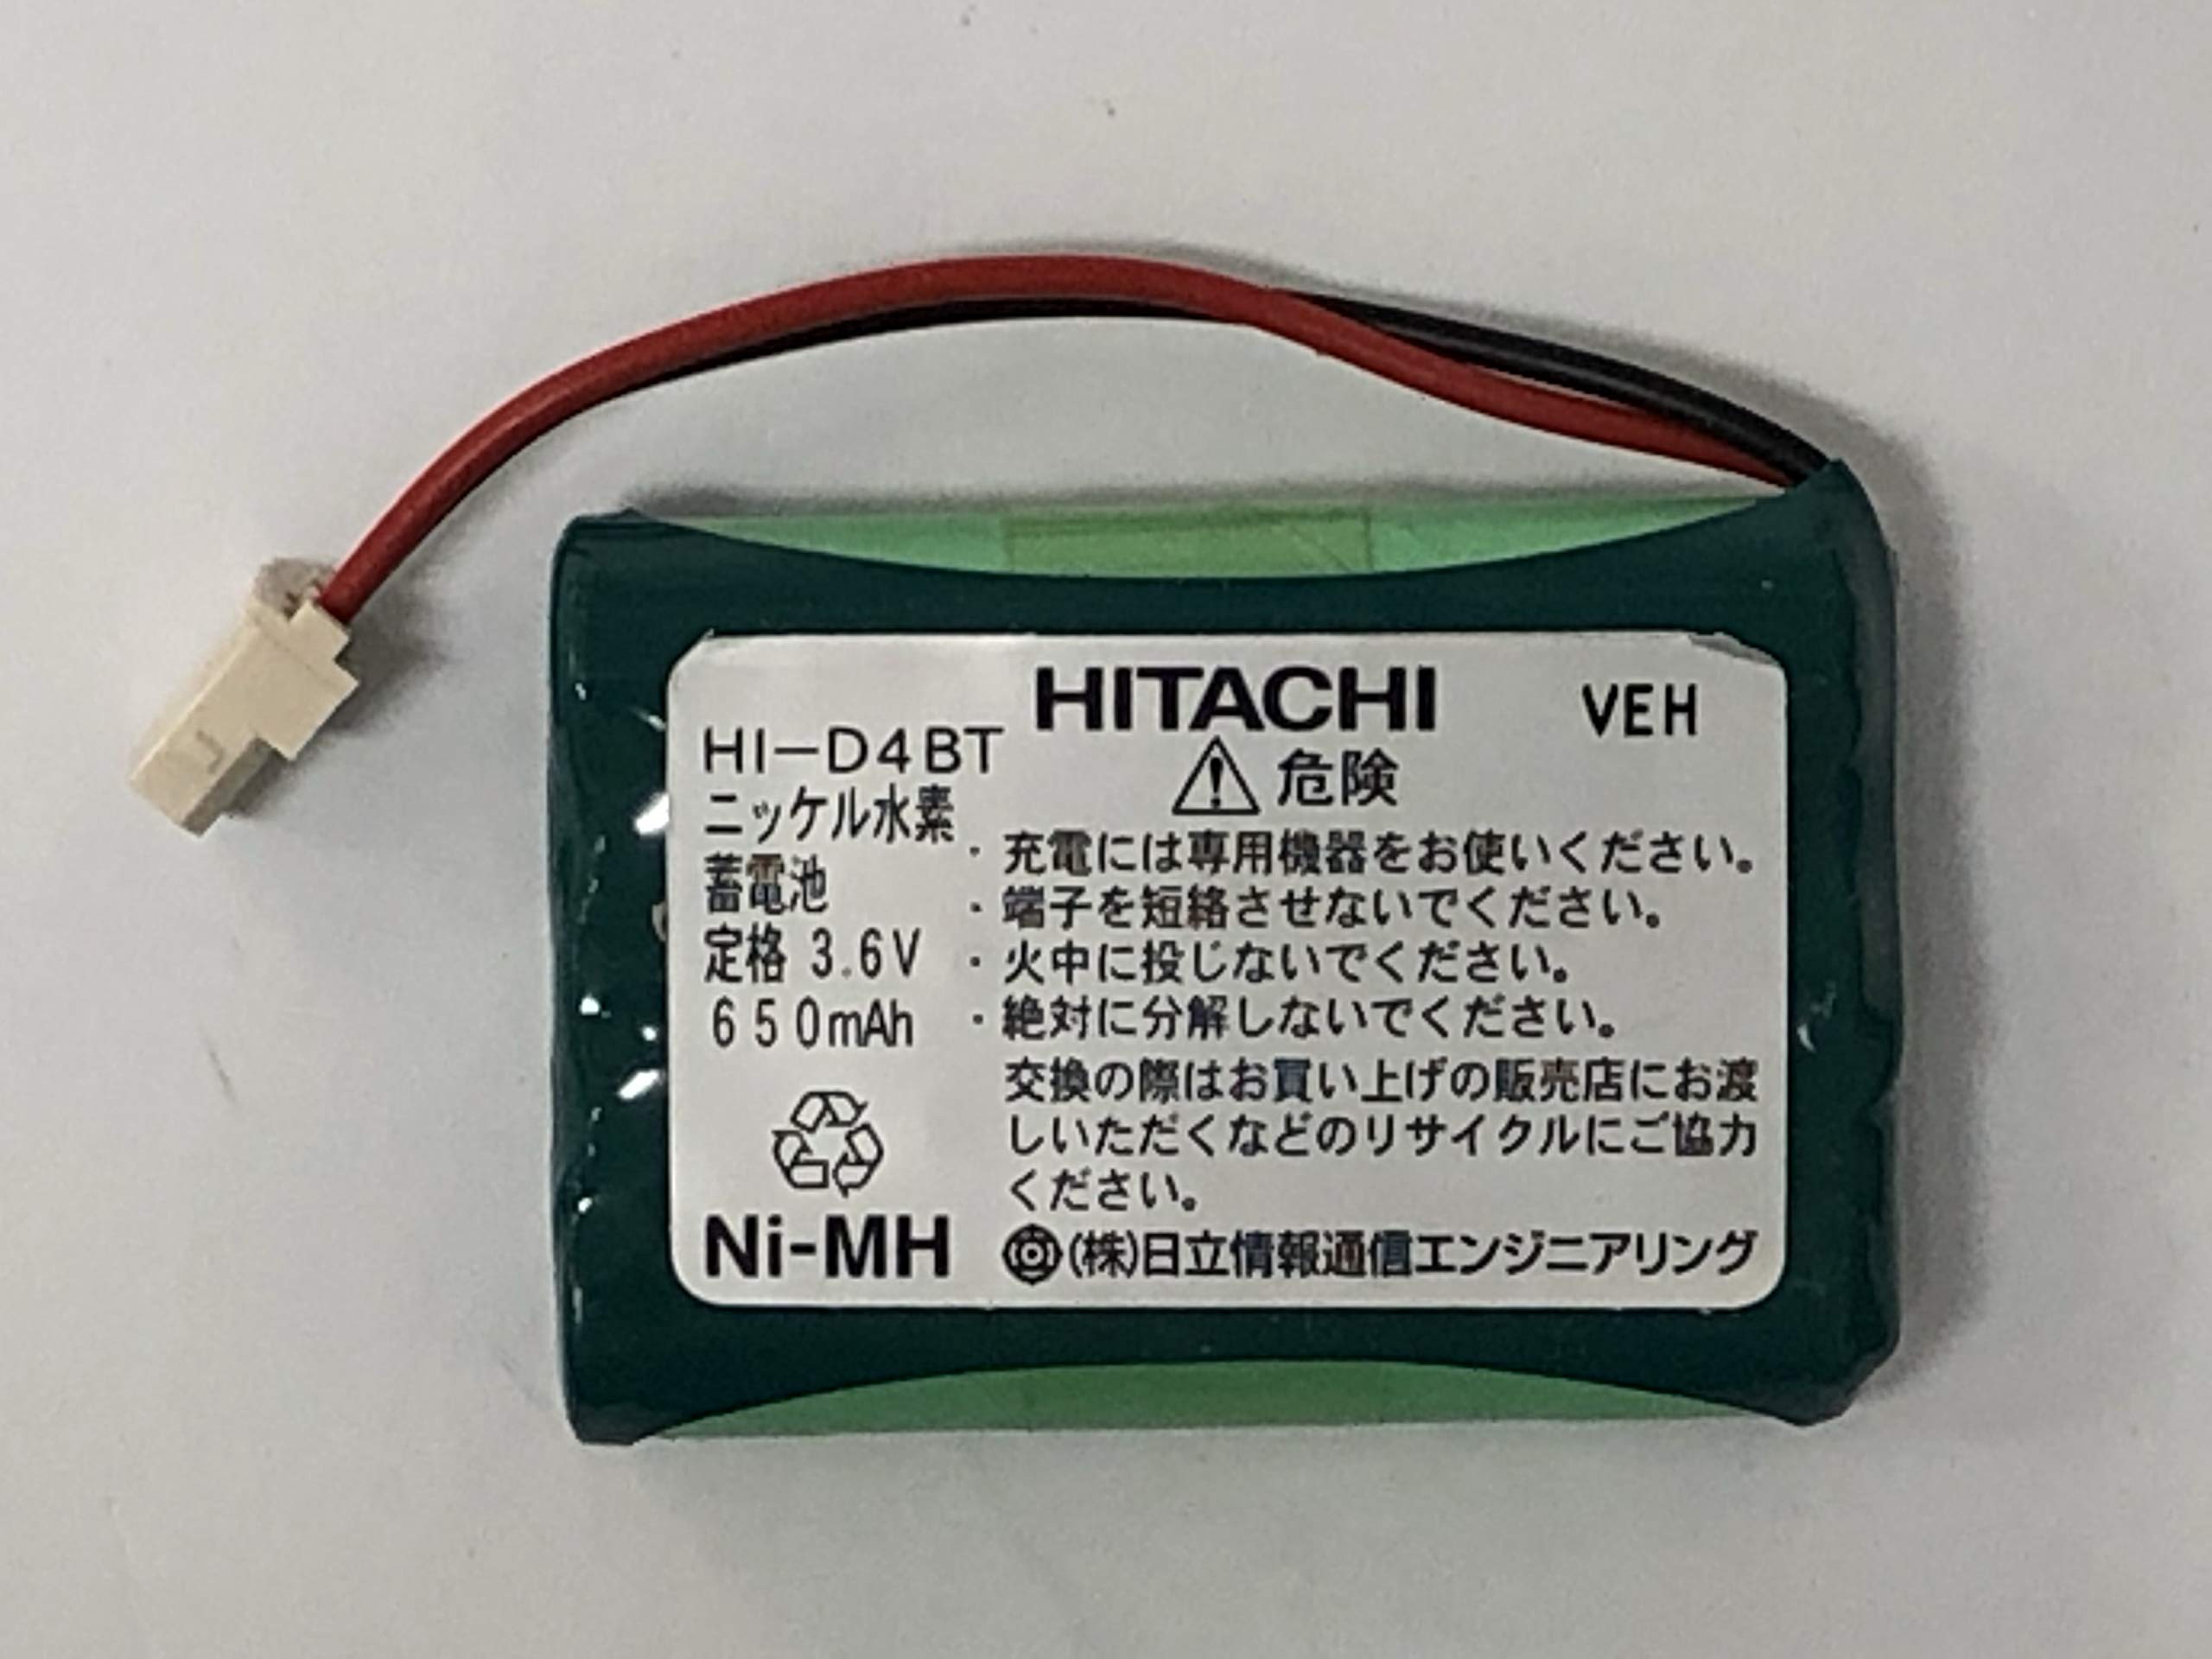 HITACHI VEH
HI-D4BT
ニッケル水素
蓄電池
定格 3.6V
650mAh
Ni-MH
⚠危険
・充電には専用機器をお使いください。
・端子を短絡させないでください。
・火中に投じないでください。
・絶対に分解しないでください。
交換の際はお買い上げの販売店にお渡
しいただくなどのリサイクルにご協力
ください。
(株)日立情報通信エンジニアリング